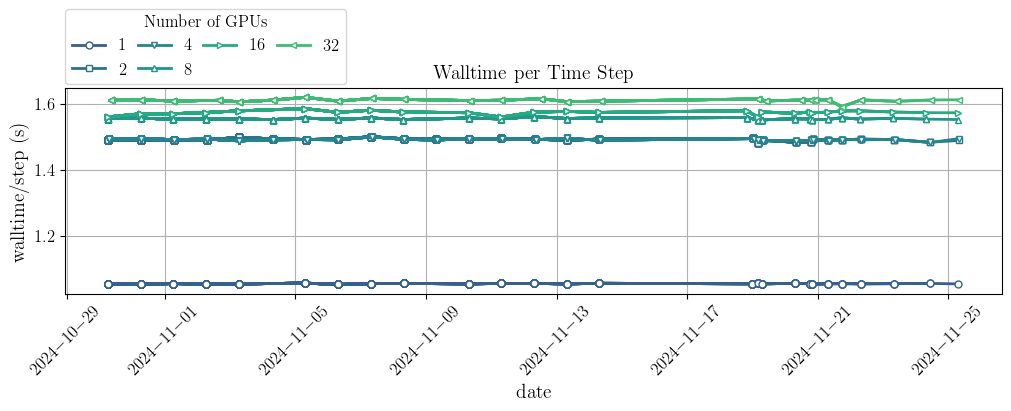 Number of GPUs
1 4 16 32
2 8
Walltime per Time Step
1.6
1.4
1.2
walltime/step (s)
2024−10−29 2024−11−01 2024−11−05 2024−11−09 2024−11−13 2024−11−17 2024−11−21 2024−11−25
date